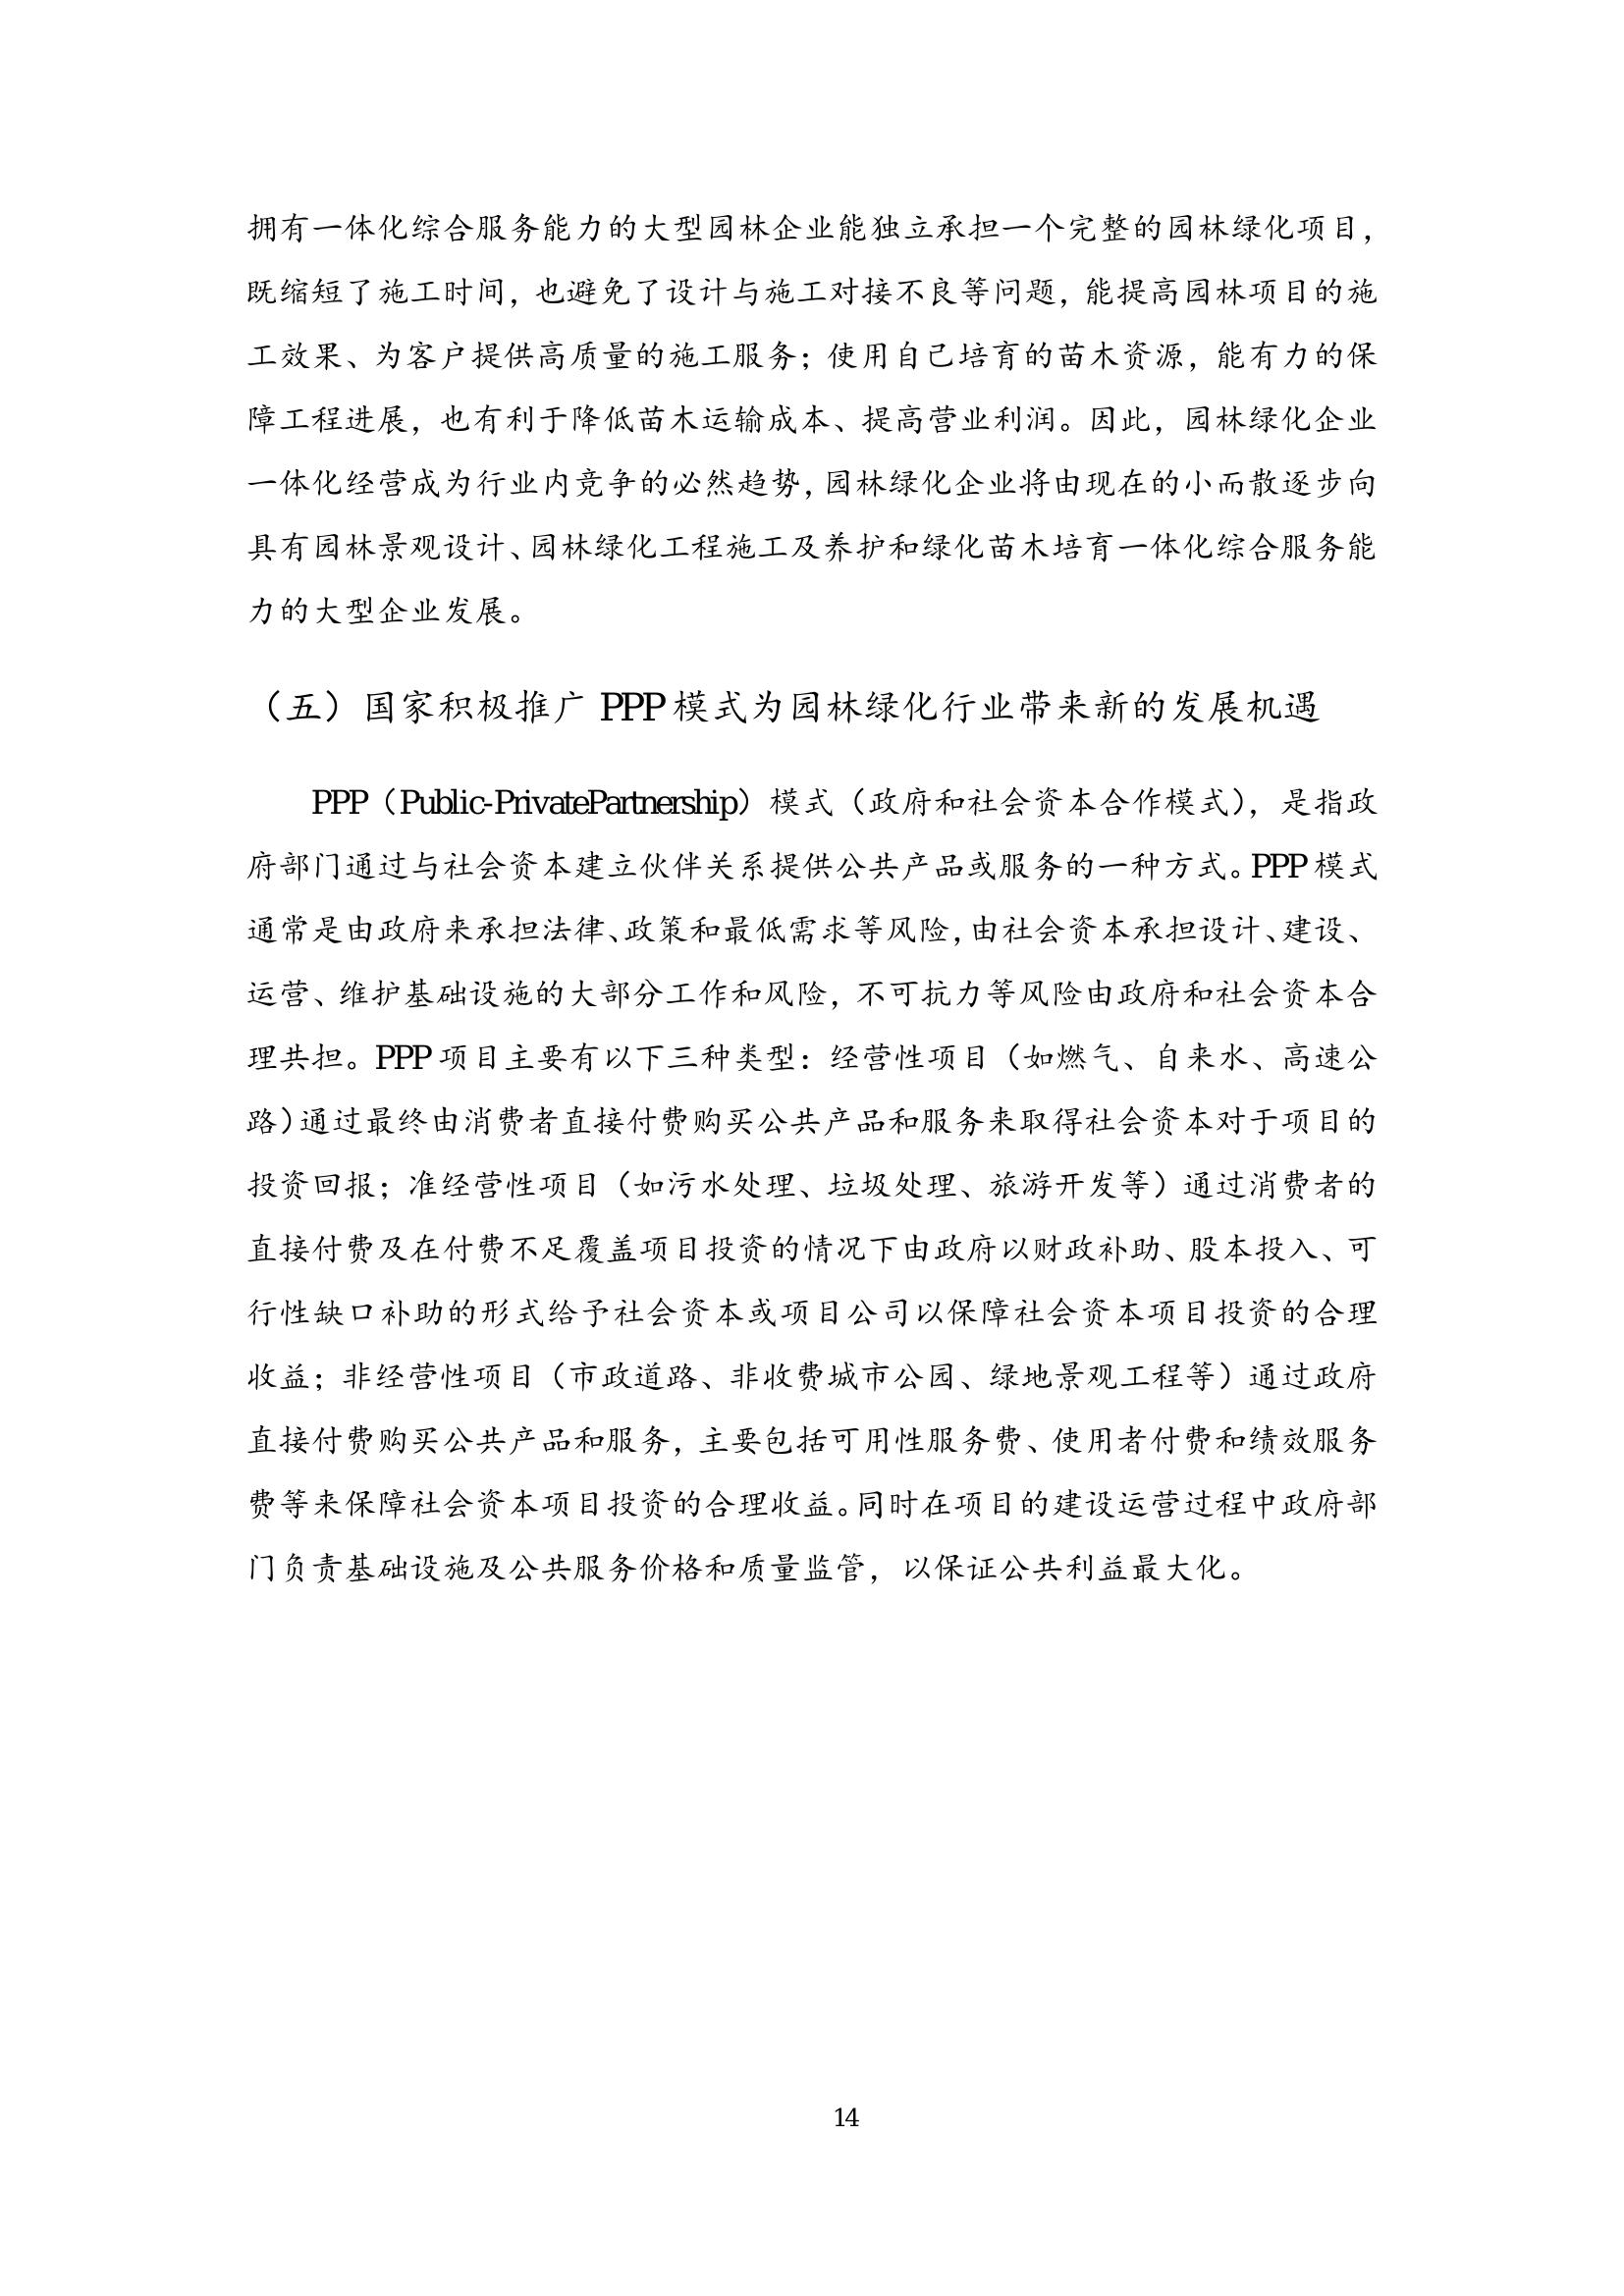 拥有一体化综合服务能力的大型园林企业能独立承担一个完整的园林绿化项目，
既缩短了施工时间，也避免了设计与施工对接不良等问题，能提高园林项目的施
工效果、为客户提供高质量的施工服务；使用自己培育的苗木资源，能有力的保
障工程进展，也有利于降低苗木运输成本、提高营业利润。因此，园林绿化企业
一体化经营成为行业内竞争的必然趋势，园林绿化企业将由现在的小而散逐步向
具有园林景观设计、园林绿化工程施工及养护和绿化苗木培育一体化综合服务能
力的大型企业发展。
（五）国家积极推广 PPP 模式为园林绿化行业带来新的发展机遇
PPP（Public-PrivatePartnership）模式（政府和社会资本合作模式），是指政
府部门通过与社会资本建立伙伴关系提供公共产品或服务的一种方式。PPP 模式
通常是由政府来承担法律、政策和最低需求等风险，由社会资本承担设计、建设、
运营、维护基础设施的大部分工作和风险，不可抗力等风险由政府和社会资本合
理共担。PPP 项目主要有以下三种类型：经营性项目（如燃气、自来水、高速公
路）通过最终由消费者直接付费购买公共产品和服务来取得社会资本对于项目的
投资回报；准经营性项目（如污水处理、垃圾处理、旅游开发等）通过消费者的
直接付费及在付费不足覆盖项目投资的情况下由政府以财政补助、股本投入、可
行性缺口补助的形式给予社会资本或项目公司以保障社会资本项目投资的合理
收益；非经营性项目（市政道路、非收费城市公园、绿地景观工程等）通过政府
直接付费购买公共产品和服务，主要包括可用性服务费、使用者付费和绩效服务
费等来保障社会资本项目投资的合理收益。同时在项目的建设运营过程中政府部
门负责基础设施及公共服务价格和质量监管，以保证公共利益最大化。
14